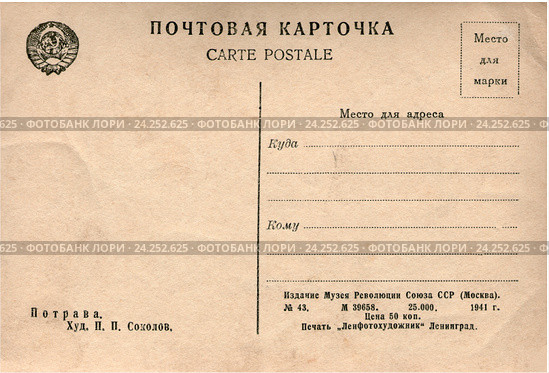 ПОЧТОВАЯ КАРТОЧКА
CARTE POSTALE
Место
для
марки
Место для адреса
.625 · ФОТОБАНК ЛОРИ · 24.252.625 · ФОТОБАНК ЛОРИ · 24.252.625 · ФОТОБАНК ЛОРИ · 24.252.625
Куда
Кому
.625 · ФОТОБАНК ЛОРИ · 24.252.625 · ФОТОБАНК ЛОРИ · 24.252.625 · ФОТОБАНК ЛОРИ · 24.252.625
Потрава.
Худ. П. П. Соколов.
Издание Музея Революции Союза ССР (Москва).
№ 43. М 39658. 25.000. 1941 г.
Цена 50 коп.
Печать „Ленфотохудожник" Ленинград.